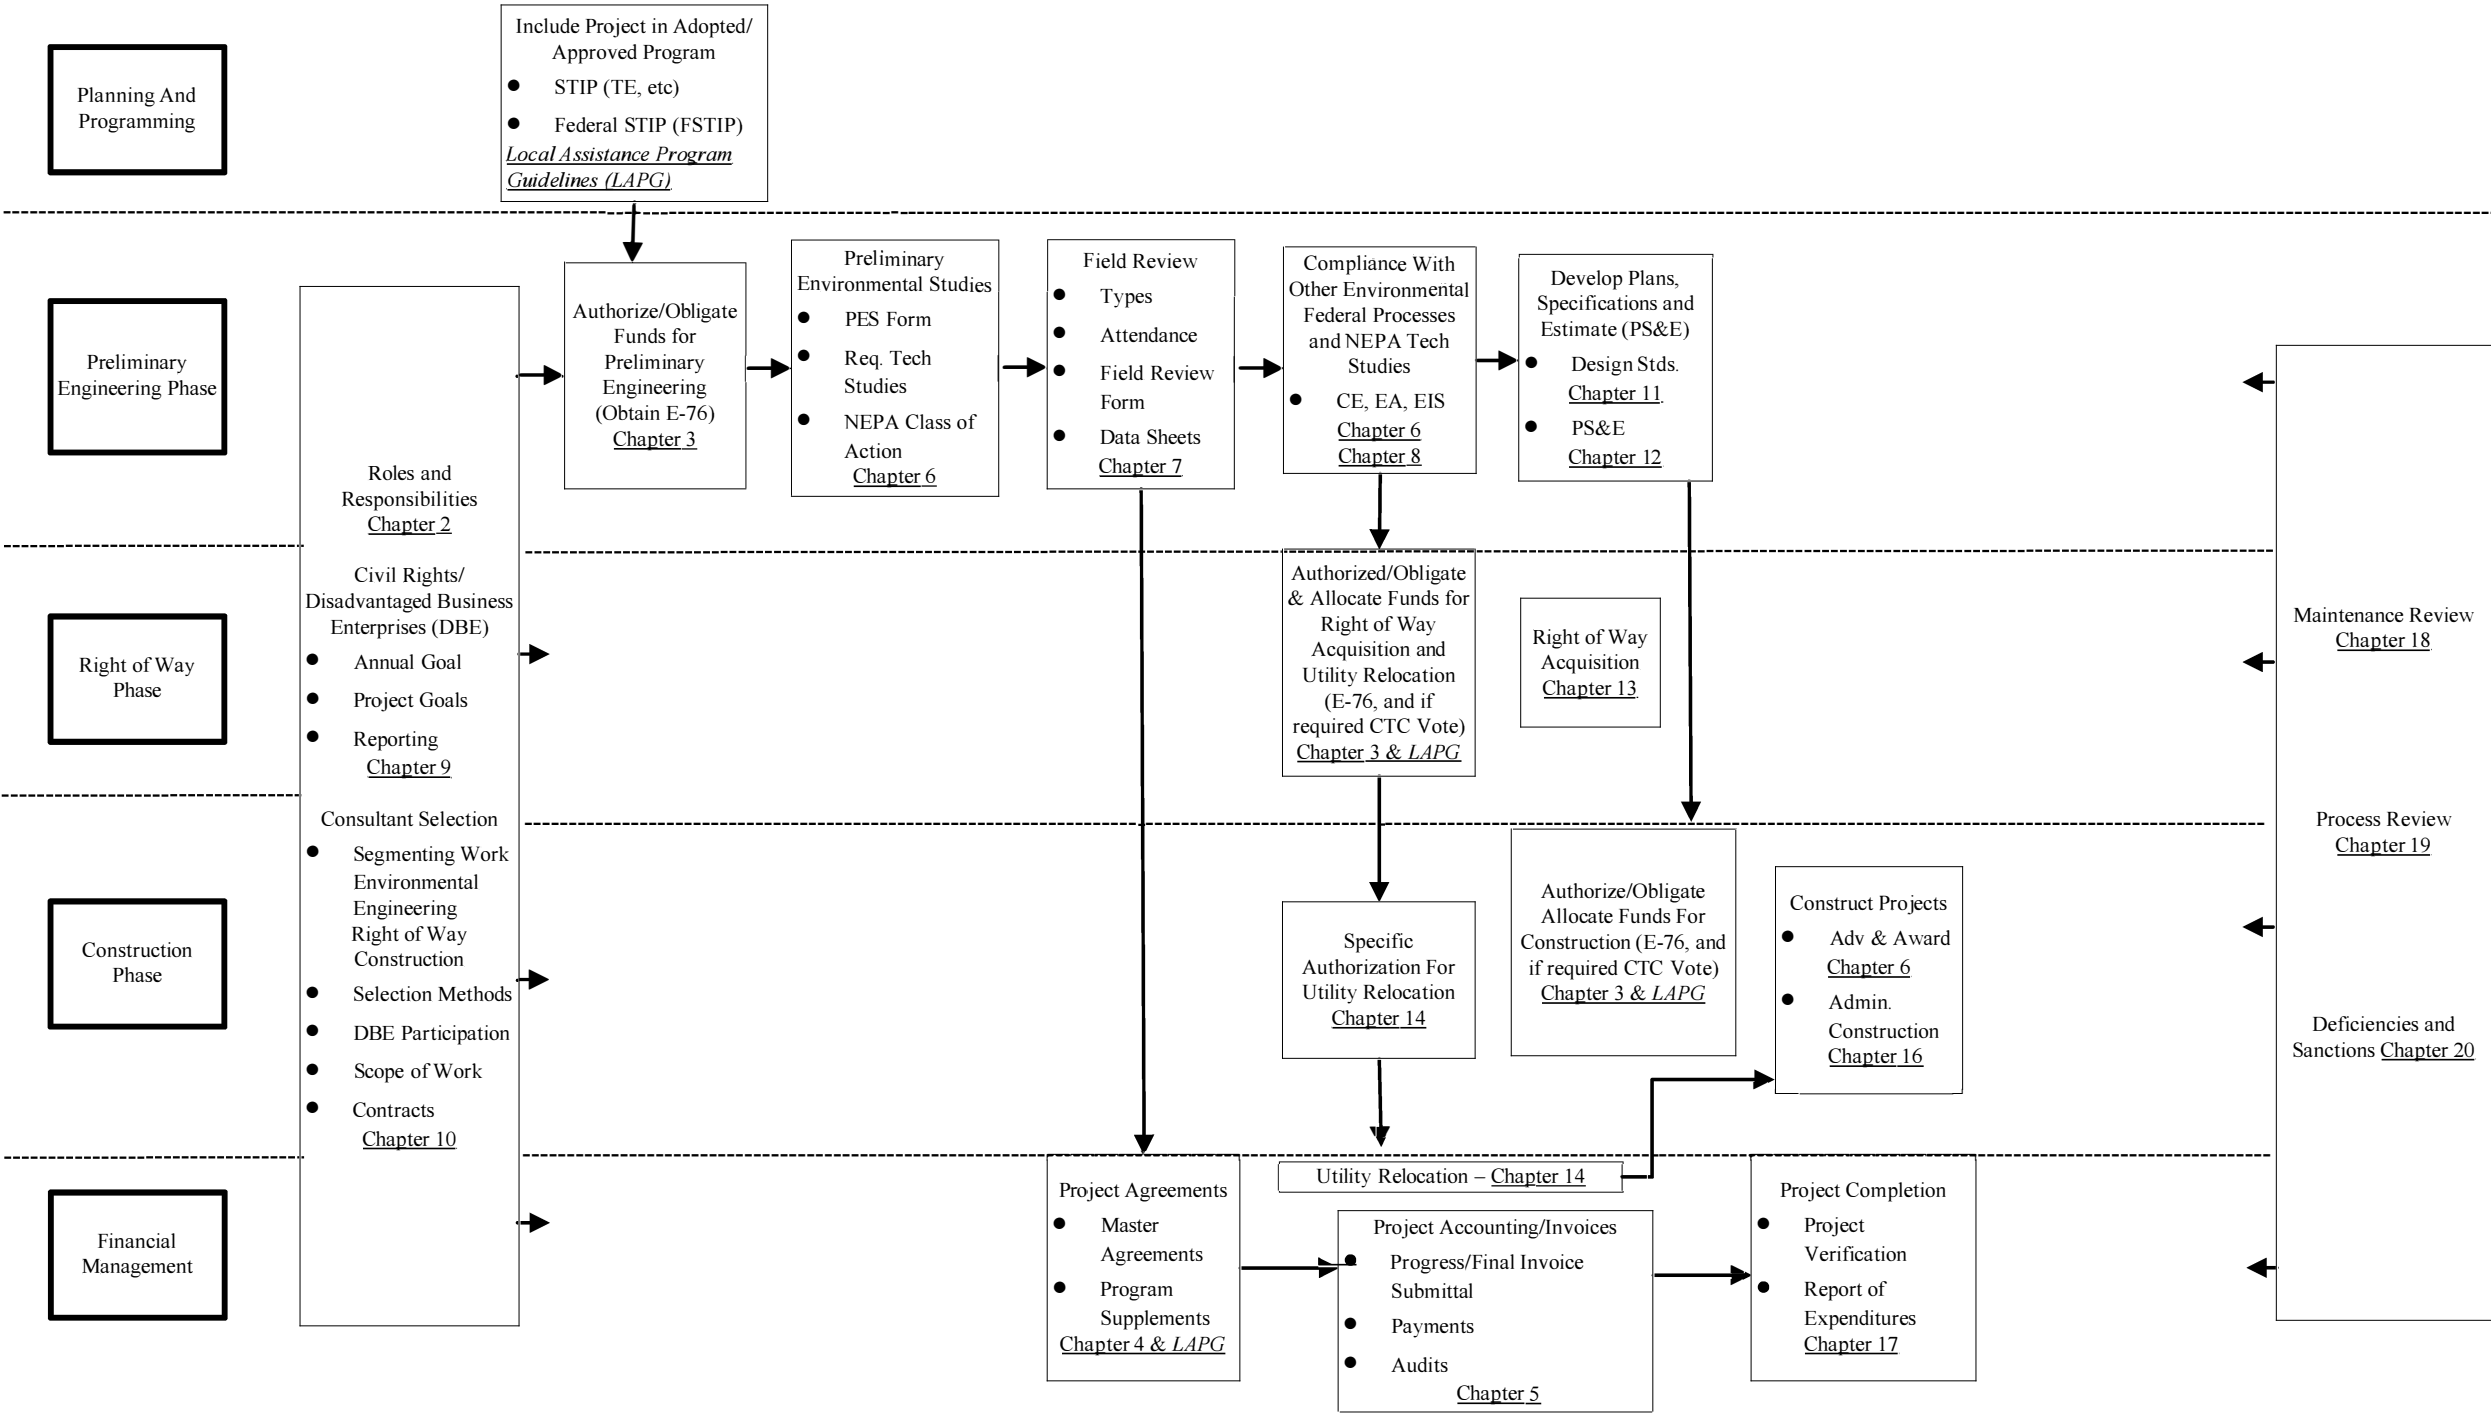 Planning And
Programming
Include Project in Adopted/
Approved Program
● STIP (TE, etc)
● Federal STIP (FSTIP)
Local Assistance Program
Guidelines (LAPG)
Preliminary
Engineering Phase
Right of Way
Phase
Construction
Phase
Financial
Management
Roles and
Responsibilities
Chapter 2
Civil Rights/
Disadvantaged Business
Enterprises (DBE)
● Annual Goal
● Project Goals
● Reporting
Chapter 9
Consultant Selection
● Segmenting Work
Environmental
Engineering
Right of Way
Construction
● Selection Methods
● DBE Participation
● Scope of Work
● Contracts
Chapter 10
Authorize/Obligate
Funds for
Preliminary
Engineering
(Obtain E-76)
Chapter 3
Preliminary
Environmental Studies
● PES Form
● Req. Tech
Studies
● NEPA Class of
Action
Chapter 6
Field Review
● Types
● Attendance
● Field Review
Form
● Data Sheets
Chapter 7
Compliance With
Other Environmental
Federal Processes
and NEPA Tech
Studies
● CE, EA, EIS
Chapter 6
Chapter 8
Develop Plans,
Specifications and
Estimate (PS&E)
● Design Stds.
Chapter 11
● PS&E
Chapter 12
Authorized/Obligate
& Allocate Funds for
Right of Way
Acquisition and
Utility Relocation
(E-76, and if
required CTC Vote)
Chapter 3 & LAPG
Right of Way
Acquisition
Chapter 13
Specific
Authorization For
Utility Relocation
Chapter 14
Authorize/Obligate
Allocate Funds For
Construction (E-76, and
if required CTC Vote)
Chapter 3 & LAPG
Construct Projects
● Adv & Award
Chapter 6
● Admin.
Construction
Chapter 16
Project Agreements
● Master
Agreements
● Program
Supplements
Chapter 4 & LAPG
Utility Relocation – Chapter 14
Project Accounting/Invoices
● Progress/Final Invoice
Submittal
● Payments
● Audits
Chapter 5
Project Completion
● Project
Verification
● Report of
Expenditures
Chapter 17
Maintenance Review
Chapter 18
Process Review
Chapter 19
Deficiencies and
Sanctions Chapter 20